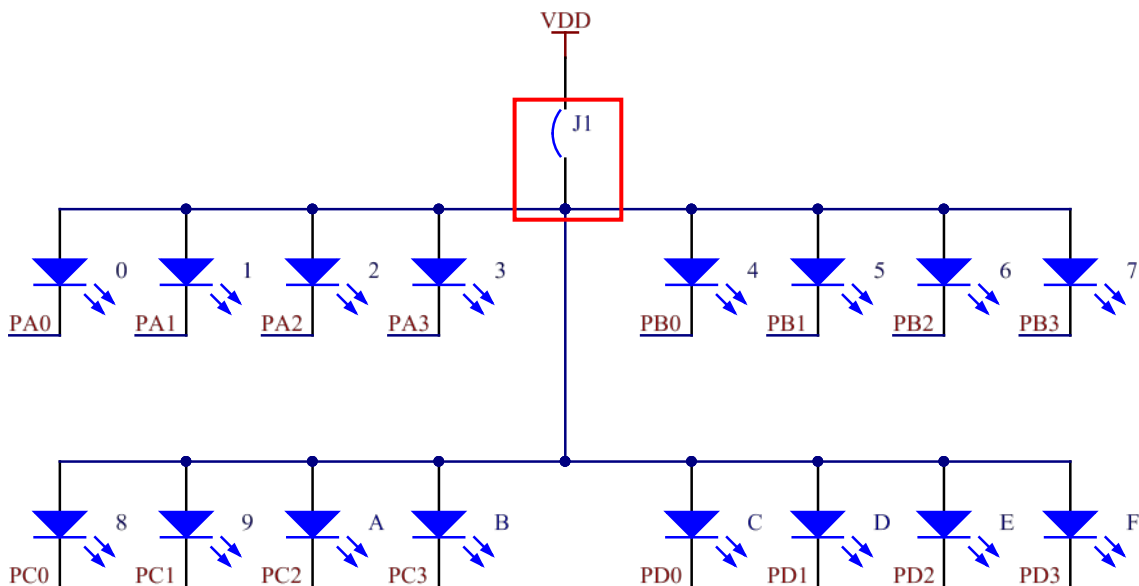 VDD
J1
0 1 2 3 4 5 6 7
PA0 PA1 PA2 PA3 PB0 PB1 PB2 PB3
8 9 A B C D E F
PC0 PC1 PC2 PC3 PD0 PD1 PD2 PD3